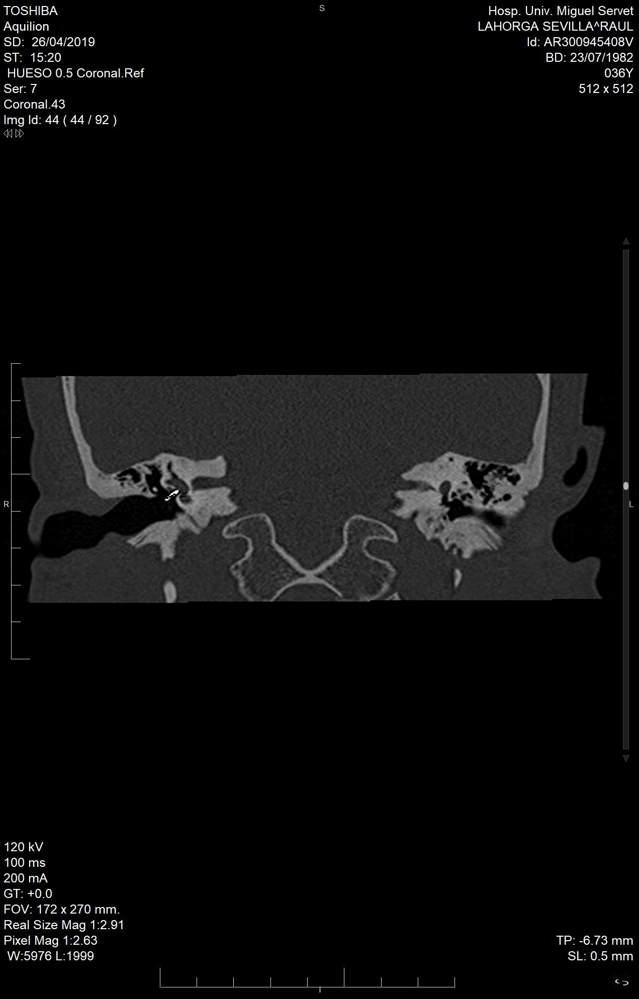 S
TOSHIBA
Aquilion
SD: 26/04/2019
ST: 15:20
HUESO 0.5 Coronal.Ref
Ser: 7
Coronal.43
Img Id: 44 ( 44 / 92 )
Hosp. Univ. Miguel Servet
LAHORGA SEVILLA^RAUL
Id: AR300945408V
BD: 23/07/1982
036Y
512 x 512
R
L
120 kV
100 ms
200 mA
GT: +0.0
FOV: 172 x 270 mm.
Real Size Mag 1:2.91
Pixel Mag 1:2.63
W:5976 L:1999
TP: -6.73 mm
SL: 0.5 mm
i